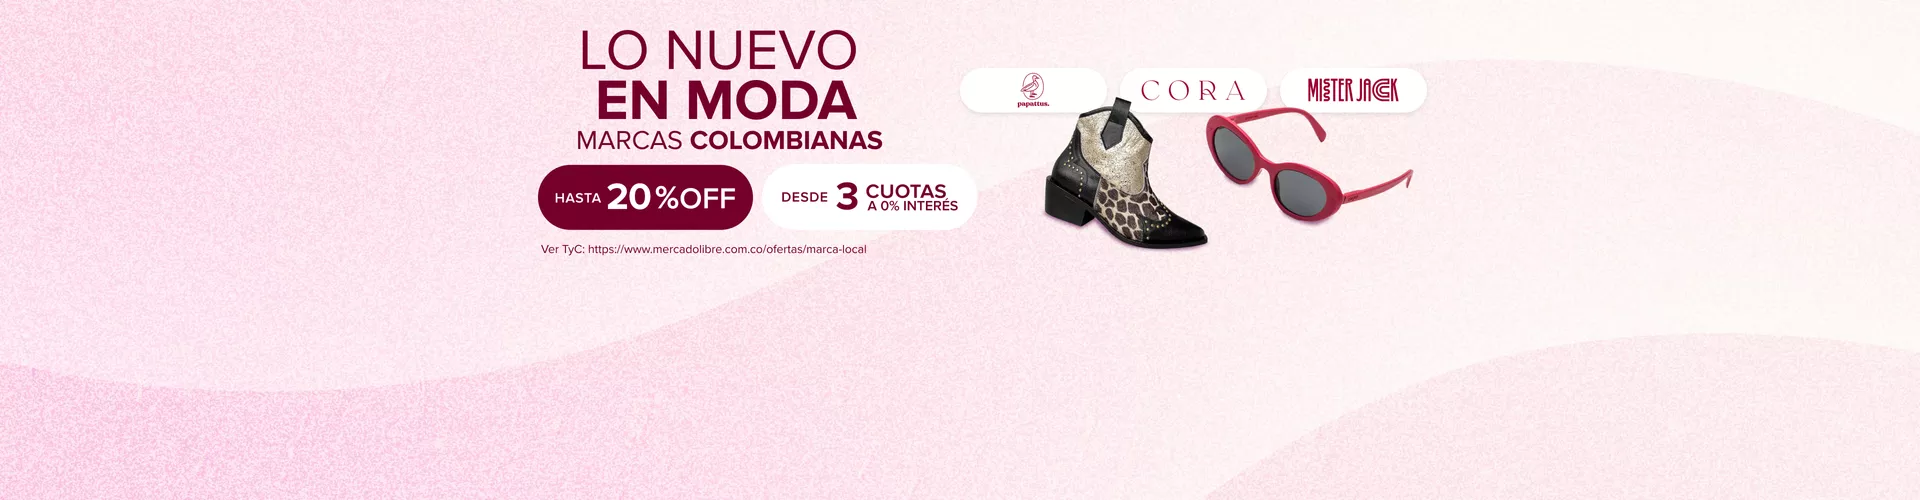 LO NUEVO
EN MODA
MARCAS COLOMBIANAS
HASTA 20%OFF
DESDE 3 CUOTAS
A 0% INTERÉS
Ver TyC: https://www.mercadolibre.com.co/ofertas/marca-local
papattus.
CORA
MISTER JACCK